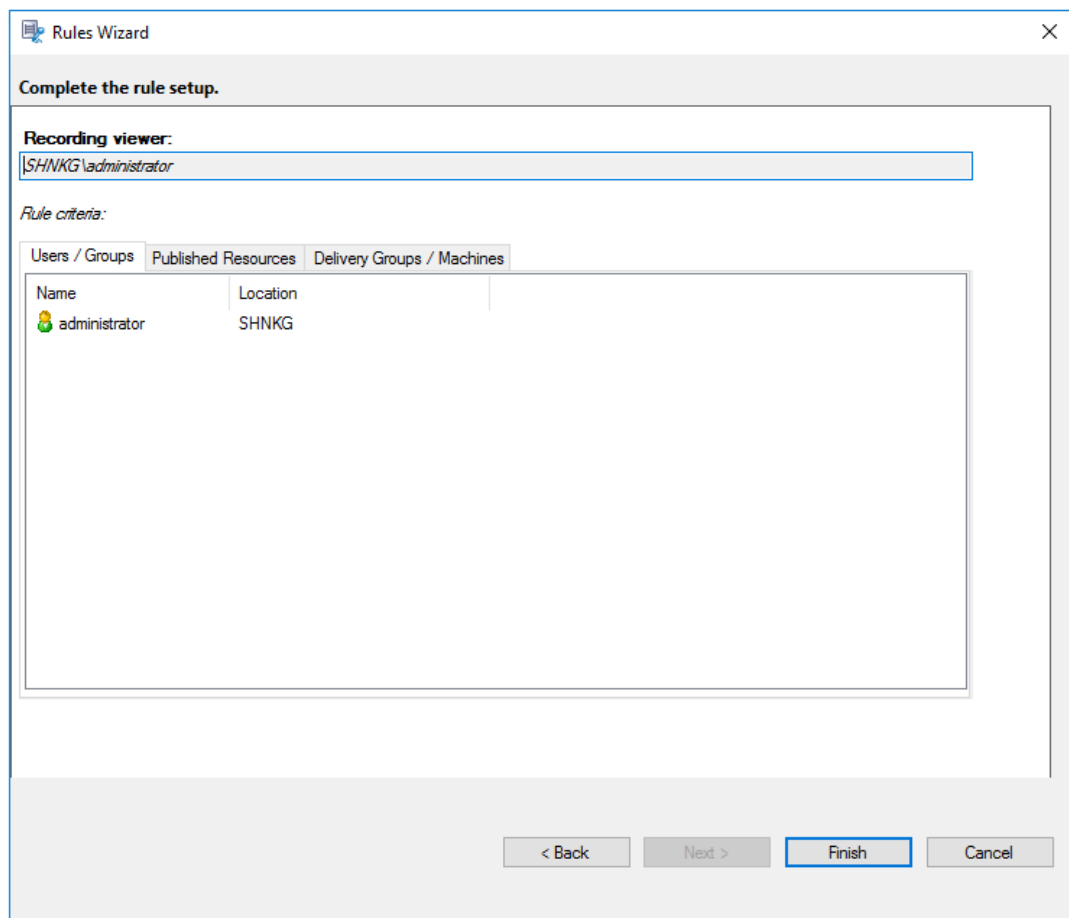 Rules Wizard
Complete the rule setup.
Recording viewer:
SHNKG\administrator
Rule criteria:
Users / Groups Published Resources Delivery Groups / Machines
Name Location
administrator SHNKG
< Back Next > Finish Cancel